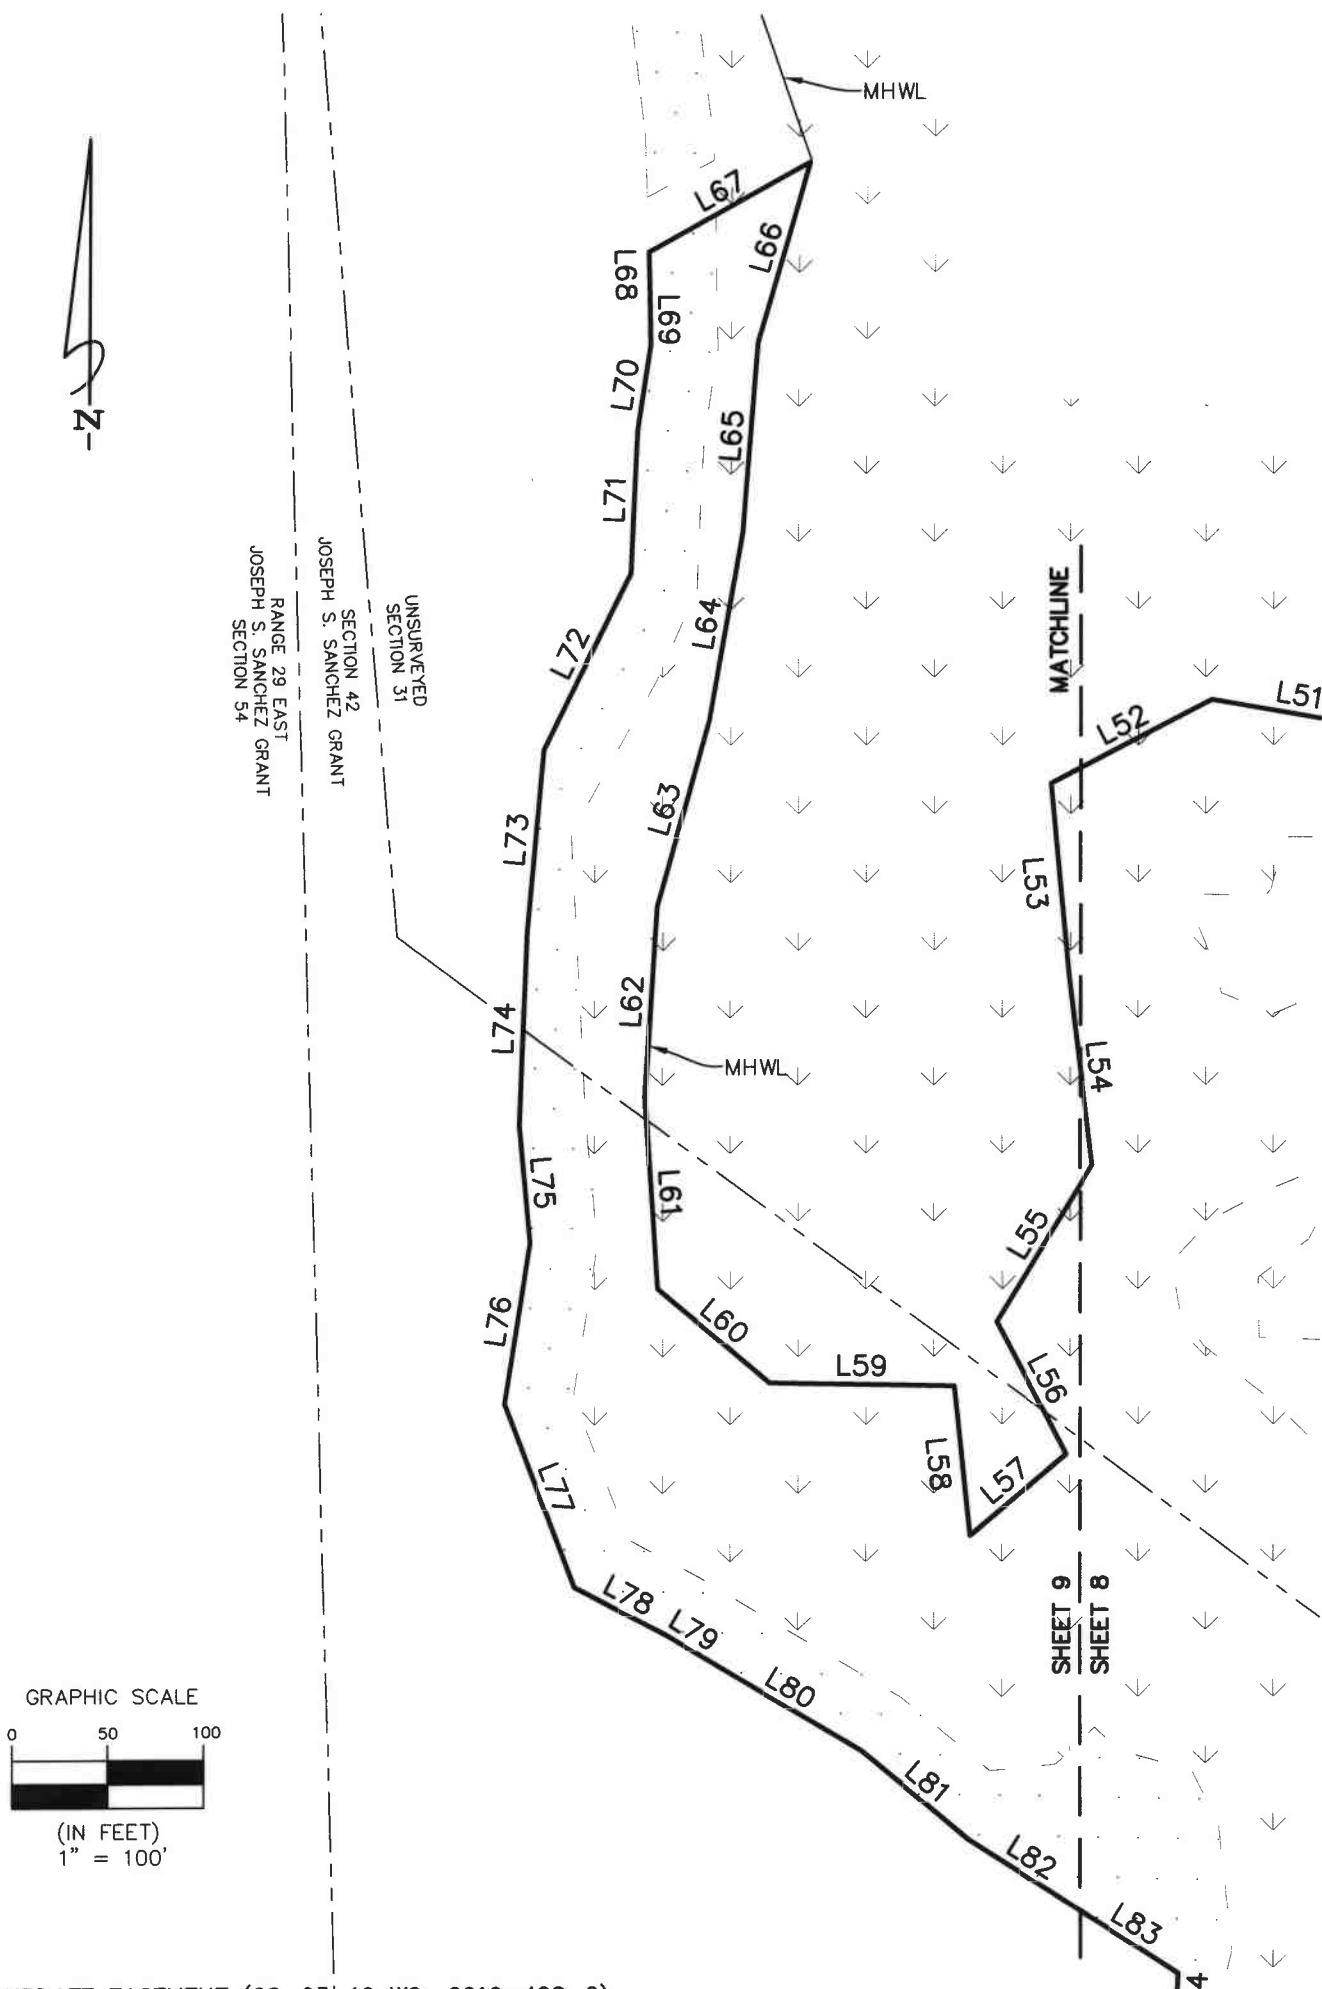 MHWL
L67
L66
L68
L69
L70
L65
L71
L64
L72
UNSURVEYED
SECTION 31
SECTION 42
JOSEPH S. SANCHEZ GRANT
RANGE 29 EAST
JOSEPH S. SANCHEZ GRANT
SECTION 54
N
MATCHLINE
L51
L52
L63
L73
L53
L62
L74
L54
MHWL
L75
L61
L55
L76
L60
L59
L56
L58
L57
L77
L78
L79
SHEET 9
SHEET 8
L80
L81
L82
L83
4
GRAPHIC SCALE
0 50 100
(IN FEET)
1" = 100'